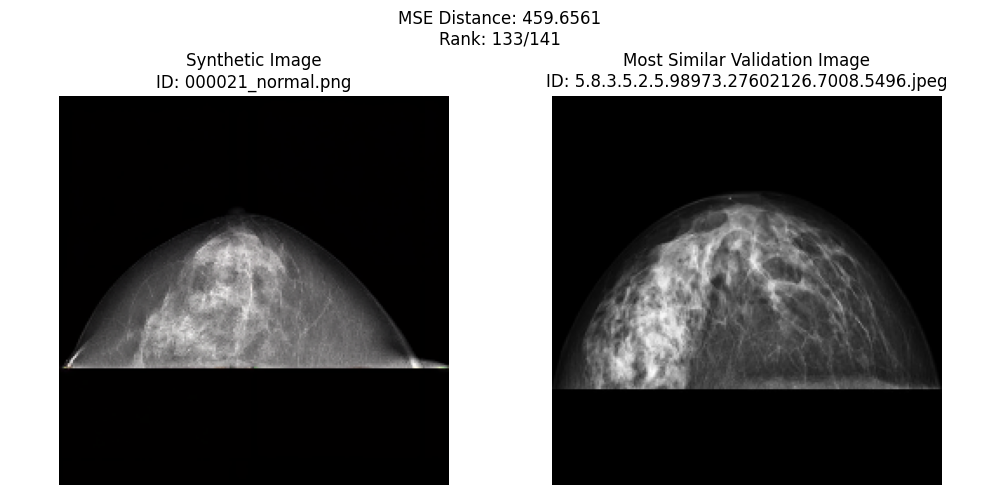 MSE Distance: 459.6561
Rank: 133/141
Synthetic Image
ID: 000021_normal.png
Most Similar Validation Image
ID: 5.8.3.5.2.5.98973.27602126.7008.5496.jpeg